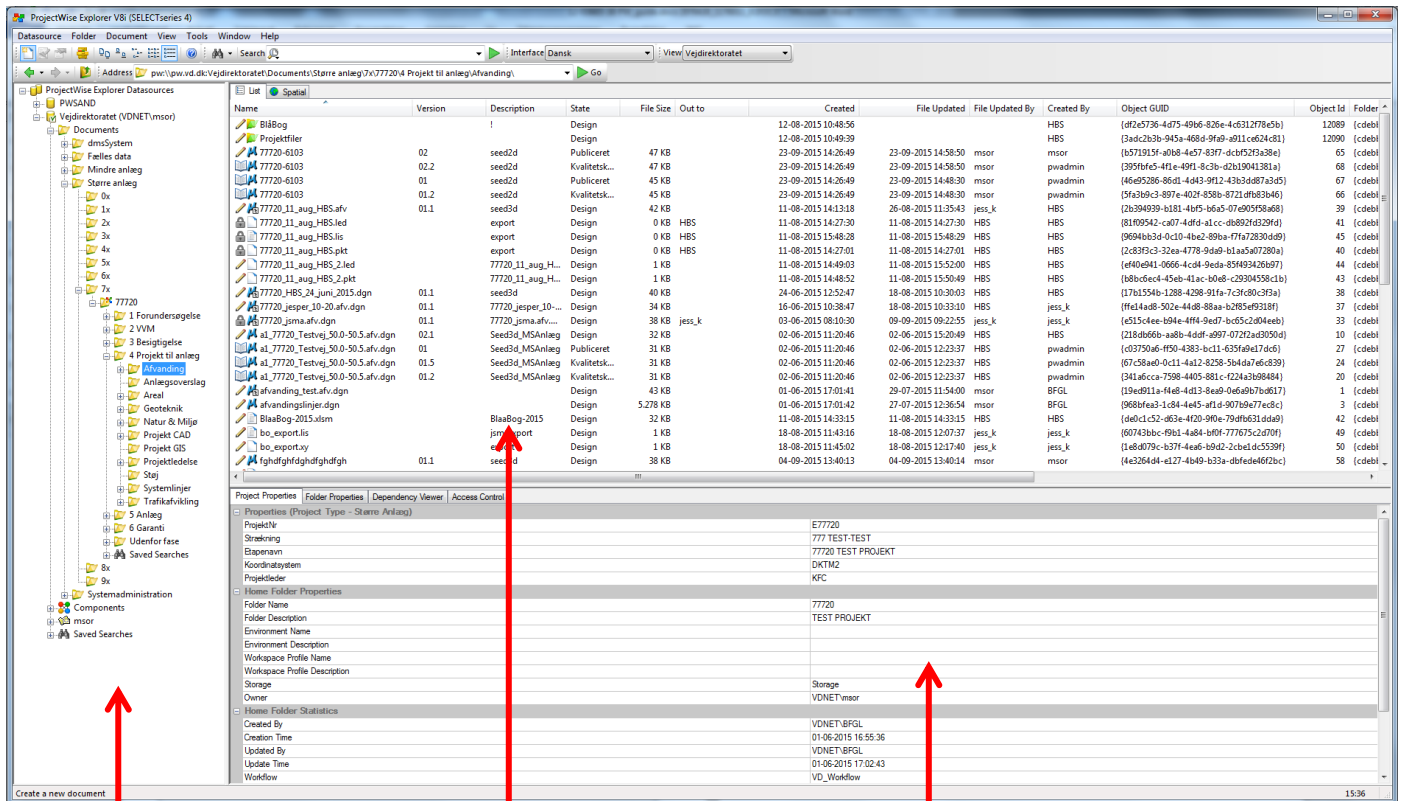 ProjectWise Explorer V8i (SELECTseries 4)
Datasource Folder Document View Tools Window Help
Search Interface Dansk View Vejdirektoratet
Address pw:\\pw.vd.dk:Vejdirektoratet\Documents\Større anlæg\7x\77720\4 Projekt til anlæg\Afvanding\ Go
ProjectWise Explorer Datasources
PWSAND
Vejdirektoratet (VDNET\msor)
Documents
dmsSystem
Fælles data
Mindre anlæg
Større anlæg
0x
1x
2x
3x
4x
5x
6x
7x
77720
1 Forundersøgelse
2 VVM
3 Besigtigelse
4 Projekt til anlæg
Afvanding
Anlægsoverslag
Areal
Geoteknik
Natur & Miljø
Projekt CAD
Projekt GIS
Projektledelse
Støj
Systemlinjer
Trafikafvikling
5 Anlæg
6 Garanti
Udenfor fase
Saved Searches
8x
9x
Systemadministration
Components
msor
Saved Searches
List Spatial
Name Version Description State File Size Out to Created File Updated File Updated By Created By Object GUID Object Id Folder
BlåBog ! Design 12-08-2015 10:48:56 HBS {df2e5736-4d75-49b6-826e-4c6312f78e5b} 12089 {cdebl
Projektfiler Design 12-08-2015 10:49:39 HBS {3adc2b3b-945a-468d-9fa9-a911ce624c81} 12090 {cdebl
77720-6103 02 seed2d Publiceret 47 KB 23-09-2015 14:26:49 23-09-2015 14:58:50 msor msor {b571915f-a0b8-4e57-83f7-dcbf52f3a38e} 65 {cdebl
77720-6103 02.2 seed2d Kvalitetsk... 47 KB 23-09-2015 14:26:49 23-09-2015 14:58:50 msor pwadmin {395fbfe5-4f1e-49f1-8c3b-d2b19041381a} 68 {cdebl
77720-6103 01 seed2d Publiceret 45 KB 23-09-2015 14:26:49 23-09-2015 14:48:30 msor pwadmin {46e95286-86d1-4d43-9f12-43b3dd87a3d5} 67 {cdebl
77720-6103 01.2 seed2d Kvalitetsk... 45 KB 23-09-2015 14:26:49 23-09-2015 14:48:30 msor pwadmin {5fa3b9c3-897e-402f-858b-8721dfb83b46} 66 {cdebl
77720_11_aug_HBS.afv 01.1 seed3d Design 42 KB 11-08-2015 14:13:18 26-08-2015 11:35:43 jess_k HBS {2b394939-b181-4bf5-b6a5-07e905f58a68} 39 {cdebl
77720_11_aug_HBS.led export Design 0 KB HBS 11-08-2015 14:27:30 11-08-2015 14:27:30 HBS HBS {81f09542-ca07-4dfd-a1cc-db892fd329fd} 41 {cdebl
77720_11_aug_HBS.lis export Design 0 KB HBS 11-08-2015 15:48:28 11-08-2015 15:48:29 HBS HBS {9694bb3d-0c10-4be2-89ba-f7fa72830dd9} 45 {cdebl
77720_11_aug_HBS.pkt export Design 0 KB HBS 11-08-2015 14:27:01 11-08-2015 14:27:01 HBS HBS {2c83f3c3-32ea-4778-9da9-b1aa5a07280a} 40 {cdebl
77720_11_aug_HBS_2.led 77720_11_aug_H... Design 1 KB 11-08-2015 14:49:03 11-08-2015 15:52:00 HBS HBS {ef40e941-0666-4cd4-9eda-85f493426b97} 44 {cdebl
77720_11_aug_HBS_2.pkt 77720_11_aug_H... Design 1 KB 11-08-2015 14:48:52 11-08-2015 15:50:49 HBS HBS {b8bc6ec4-45eb-41ac-b0e8-c29304558c1b} 43 {cdebl
77720_HBS_24_juni_2015.dgn 01.1 seed3d Design 40 KB 24-06-2015 12:52:47 18-08-2015 10:30:03 HBS HBS {17b1554b-1288-4298-91fa-7c3fc80c3f3a} 38 {cdebl
77720_jesper_10-20.afv.dgn 01.1 77720_jesper_10-... Design 34 KB 16-06-2015 10:38:47 18-08-2015 10:33:10 HBS jess_k {ffe14ad8-502e-44d8-88aa-b2f85ef9318f} 37 {cdebl
77720_jsma.afv.dgn 01.1 77720_jsma.afv.... Design 38 KB jess_k 03-06-2015 08:10:30 09-09-2015 09:22:55 jess_k jess_k {e515c4ee-b94e-4ff4-9ed7-bc65c2d04eeb} 33 {cdebl
a1_77720_Testvej_50.0-50.5.afv.dgn 02.1 Seed3d_MSAnlæg Design 32 KB 02-06-2015 11:20:46 02-06-2015 15:20:49 HBS HBS {218db66b-aa8b-4ddf-a997-072f2ad3050d} 10 {cdebl
a1_77720_Testvej_50.0-50.5.afv.dgn 01 Seed3d_MSAnlæg Publiceret 31 KB 02-06-2015 11:20:46 02-06-2015 12:23:37 HBS pwadmin {c03750a6-ff50-4383-bc11-635fa9e17dc6} 27 {cdebl
a1_77720_Testvej_50.0-50.5.afv.dgn 01.5 Seed3d_MSAnlæg Kvalitetsk... 31 KB 02-06-2015 11:20:46 02-06-2015 12:23:37 HBS pwadmin {67c58ae0-0c11-4a12-8258-5b4da7e6c839} 24 {cdebl
a1_77720_Testvej_50.0-50.5.afv.dgn 01.2 Seed3d_MSAnlæg Kvalitetsk... 31 KB 02-06-2015 11:20:46 02-06-2015 12:23:37 HBS pwadmin {341a6cca-7598-4405-881c-f224a3b98484} 20 {cdebl
afvanding_test.afv.dgn Design 43 KB 01-06-2015 17:01:41 29-07-2015 11:54:00 msor BFGL {19ed911a-f4e8-4d13-8ea9-0e6a9b7bd617} 1 {cdebl
afvandingslinjer.dgn Design 5.278 KB 01-06-2015 17:01:42 27-07-2015 12:36:54 msor BFGL {968bfea3-1c84-4e45-af1d-907b9e77ec8c} 3 {cdebl
BlaaBog-2015.xlsm BlaaBog-2015 Design 32 KB 11-08-2015 14:33:15 11-08-2015 14:33:15 HBS HBS {de0c1c52-d63e-4f20-9f0e-79dfb631dda9} 42 {cdebl
bo_export.lis Design 1 KB 18-08-2015 11:43:16 18-08-2015 12:07:37 jess_k jess_k {60743bbc-f9b1-4a84-bf0f-777675c2d70f} 49 {cdebl
bo_export.xy Design 1 KB 18-08-2015 11:45:02 18-08-2015 12:17:40 jess_k jess_k {1e8d079c-b37f-4ea6-b9d2-2cbe1dc5539f} 50 {cdebl
fghdfghfdghdfghdfgh 01.1 Design 38 KB 04-09-2015 13:40:13 04-09-2015 13:40:14 msor msor {4e3264d4-e127-4b49-b33a-dbfede46f2bc} 58 {cdebl
Project Properties Folder Properties Dependency Viewer Access Control
Properties (Project Type - Større Anlæg)
ProjektNr E77720
Strækning 777 TEST-TEST
Etapenavn 77720 TEST PROJEKT
Koordinatsystem DKTM2
Projektleder KFC
Home Folder Properties
Folder Name 77720
Folder Description TEST PROJEKT
Environment Name
Environment Description
Workspace Profile Name
Workspace Profile Description
Storage Storage
Owner VDNET\msor
Home Folder Statistics
Created By VDNET\BFGL
Creation Time 01-06-2015 16:55:36
Updated By VDNET\BFGL
Update Time 01-06-2015 17:02:43
Workflow VD_Workflow
Create a new document 15:36